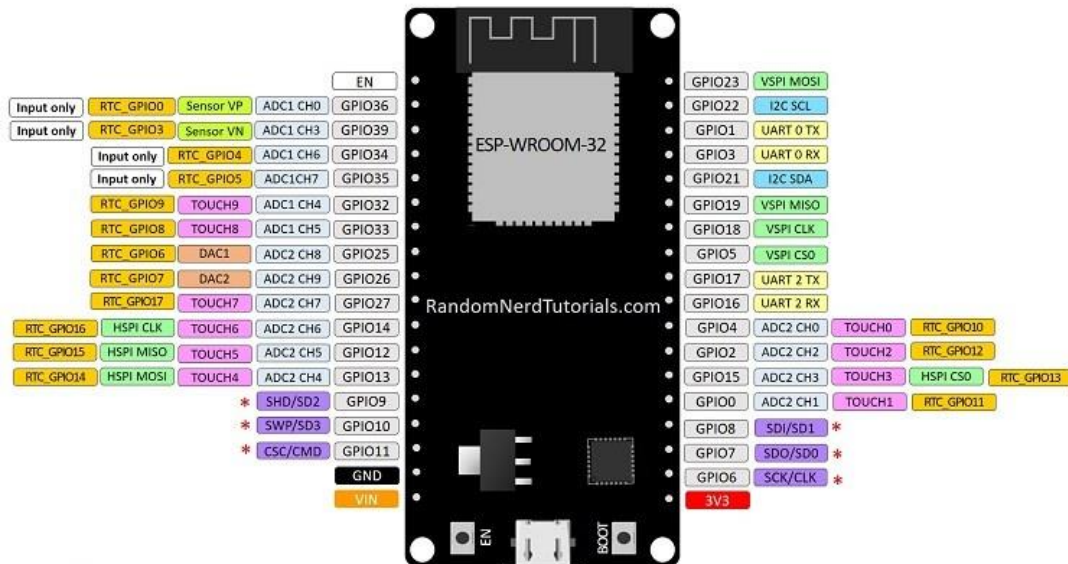 EN
Input only RTC_GPIO0 Sensor VP ADC1 CH0 GPIO36
Input only RTC_GPIO3 Sensor VN ADC1 CH3 GPIO39
Input only RTC_GPIO4 ADC1 CH6 GPIO34
Input only RTC_GPIO5 ADC1CH7 GPIO35
RTC_GPIO9 TOUCH9 ADC1 CH4 GPIO32
RTC_GPIO8 TOUCH8 ADC1 CH5 GPIO33
RTC_GPIO6 DAC1 ADC2 CH8 GPIO25
RTC_GPIO7 DAC2 ADC2 CH9 GPIO26
RTC_GPIO17 TOUCH7 ADC2 CH7 GPIO27
RTC_GPIO16 HSPI CLK TOUCH6 ADC2 CH6 GPIO14
RTC_GPIO15 HSPI MISO TOUCH5 ADC2 CH5 GPIO12
RTC_GPIO14 HSPI MOSI TOUCH4 ADC2 CH4 GPIO13
* SHD/SD2 GPIO9
* SWP/SD3 GPIO10
* CSC/CMD GPIO11
GND
VIN
ESP-WROOM-32
RandomNerdTutorials.com
EN
BOOT
GPIO23 VSPI MOSI
GPIO22 I2C SCL
GPIO1 UART 0 TX
GPIO3 UART 0 RX
GPIO21 I2C SDA
GPIO19 VSPI MISO
GPIO18 VSPI CLK
GPIO5 VSPI CS0
GPIO17 UART 2 TX
GPIO16 UART 2 RX
GPIO4 ADC2 CH0 TOUCH0 RTC_GPIO10
GPIO2 ADC2 CH2 TOUCH2 RTC_GPIO12
GPIO15 ADC2 CH3 TOUCH3 HSPI CS0 RTC_GPIO13
GPIO0 ADC2 CH1 TOUCH1 RTC_GPIO11
GPIO8 SDI/SD1 *
GPIO7 SDO/SD0 *
GPIO6 SCK/CLK *
3V3